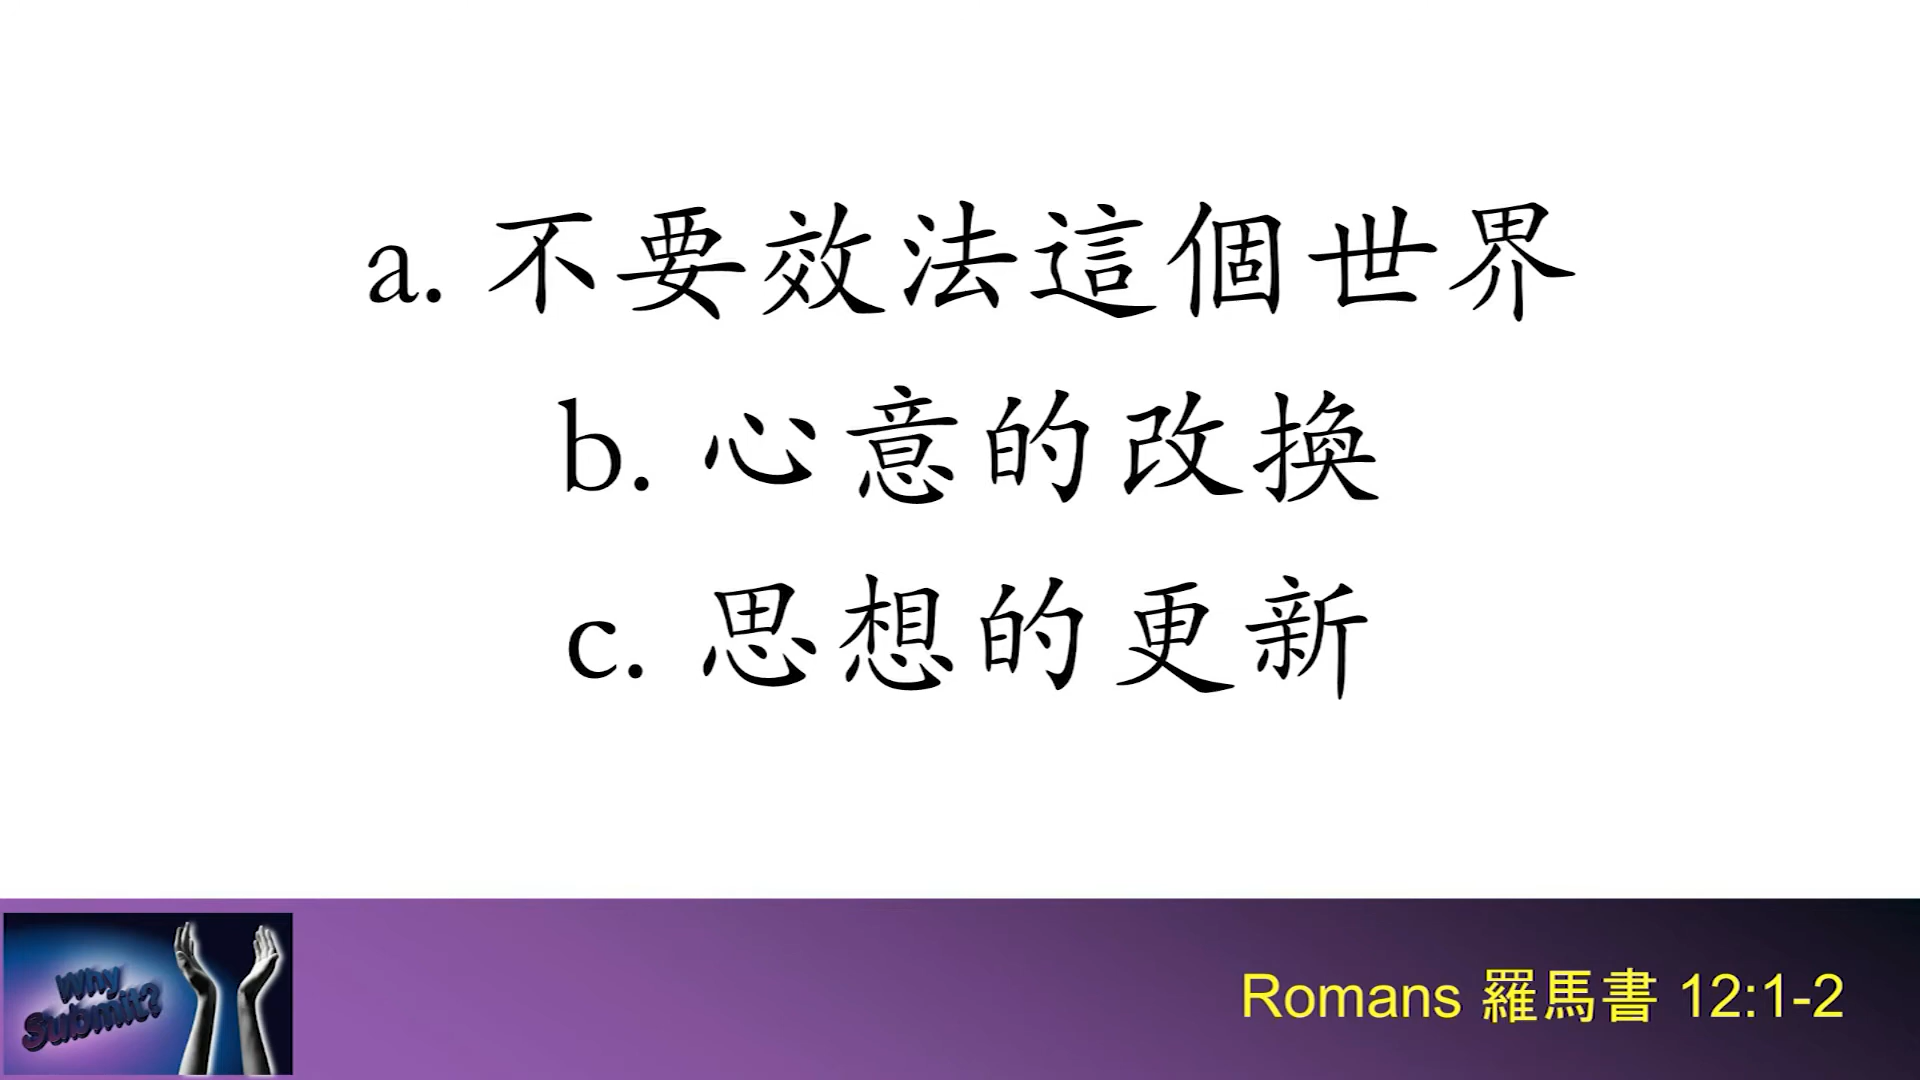 a. 不要效法這個世界
b. 心意的改換
c. 思想的更新
Why
Submit?
Romans 羅馬書 12:1-2